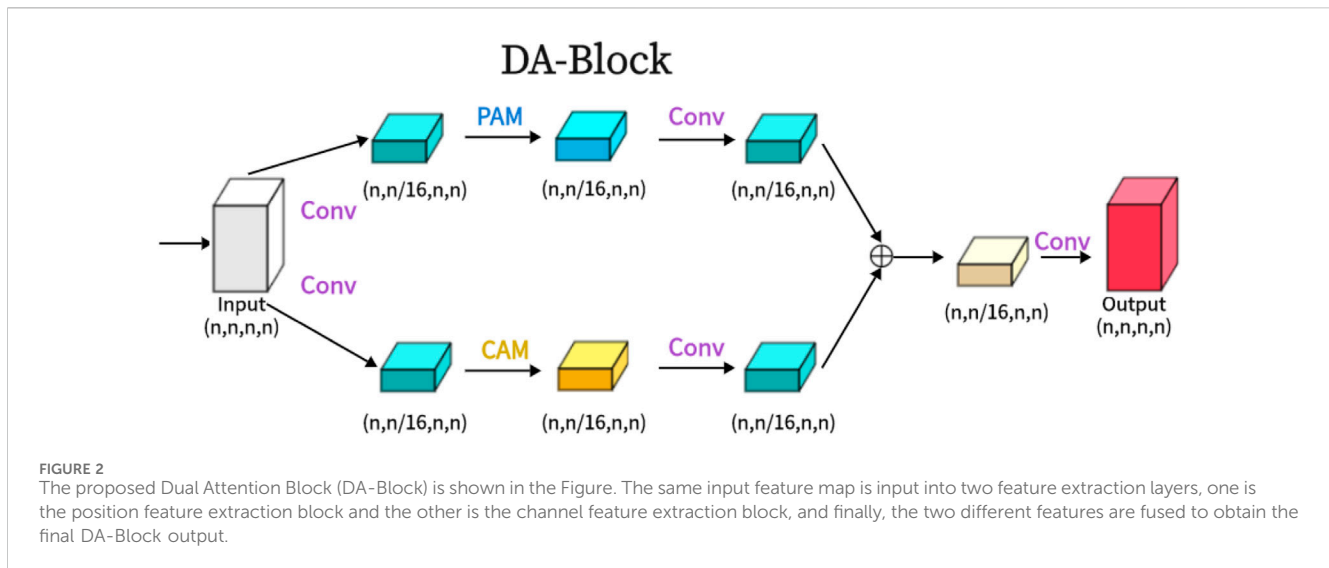 DA-Block
PAM
Conv
(n,n/16,n,n)
(n,n/16,n,n)
(n,n/16,n,n)
Conv
Conv
Input
(n,n,n,n)
Conv
Output
(n,n,n,n)
(n,n/16,n,n)
CAM
Conv
(n,n/16,n,n)
(n,n/16,n,n)
(n,n/16,n,n)
FIGURE 2
The proposed Dual Attention Block (DA-Block) is shown in the Figure. The same input feature map is input into two feature extraction layers, one is
the position feature extraction block and the other is the channel feature extraction block, and finally, the two different features are fused to obtain the
final DA-Block output.